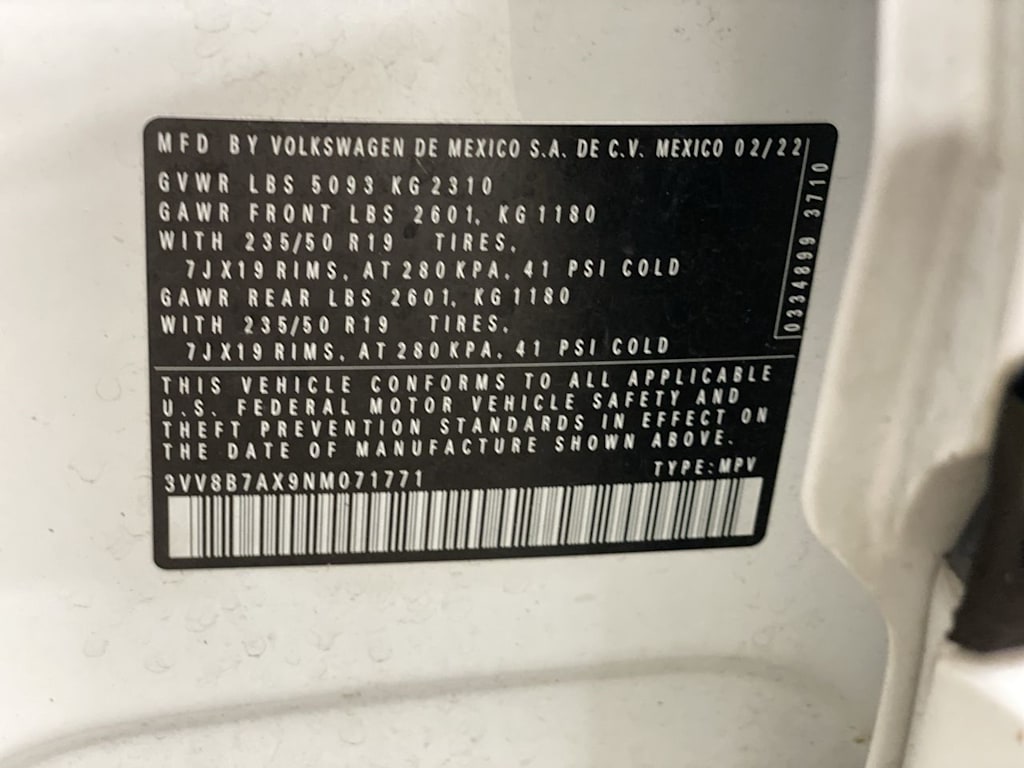 MFD BY VOLKSWAGEN DE MEXICO S.A. DE C.V. MEXICO 02/22
GVWR LBS 5093 KG 2310
GAWR FRONT LBS 2601, KG 1180
WITH 235/50 R19 TIRES,
7JX19 RIMS, AT 280 KPA, 41 PSI COLD
GAWR REAR LBS 2601, KG 1180
WITH 235/50 R19 TIRES,
7JX19 RIMS, AT 280 KPA, 41 PSI COLD
0334899 3710
THIS VEHICLE CONFORMS TO ALL APPLICABLE
U.S. FEDERAL MOTOR VEHICLE SAFETY AND
THEFT PREVENTION STANDARDS IN EFFECT ON
THE DATE OF MANUFACTURE SHOWN ABOVE.
TYPE: MPV
3VV8B7AX9NM071771